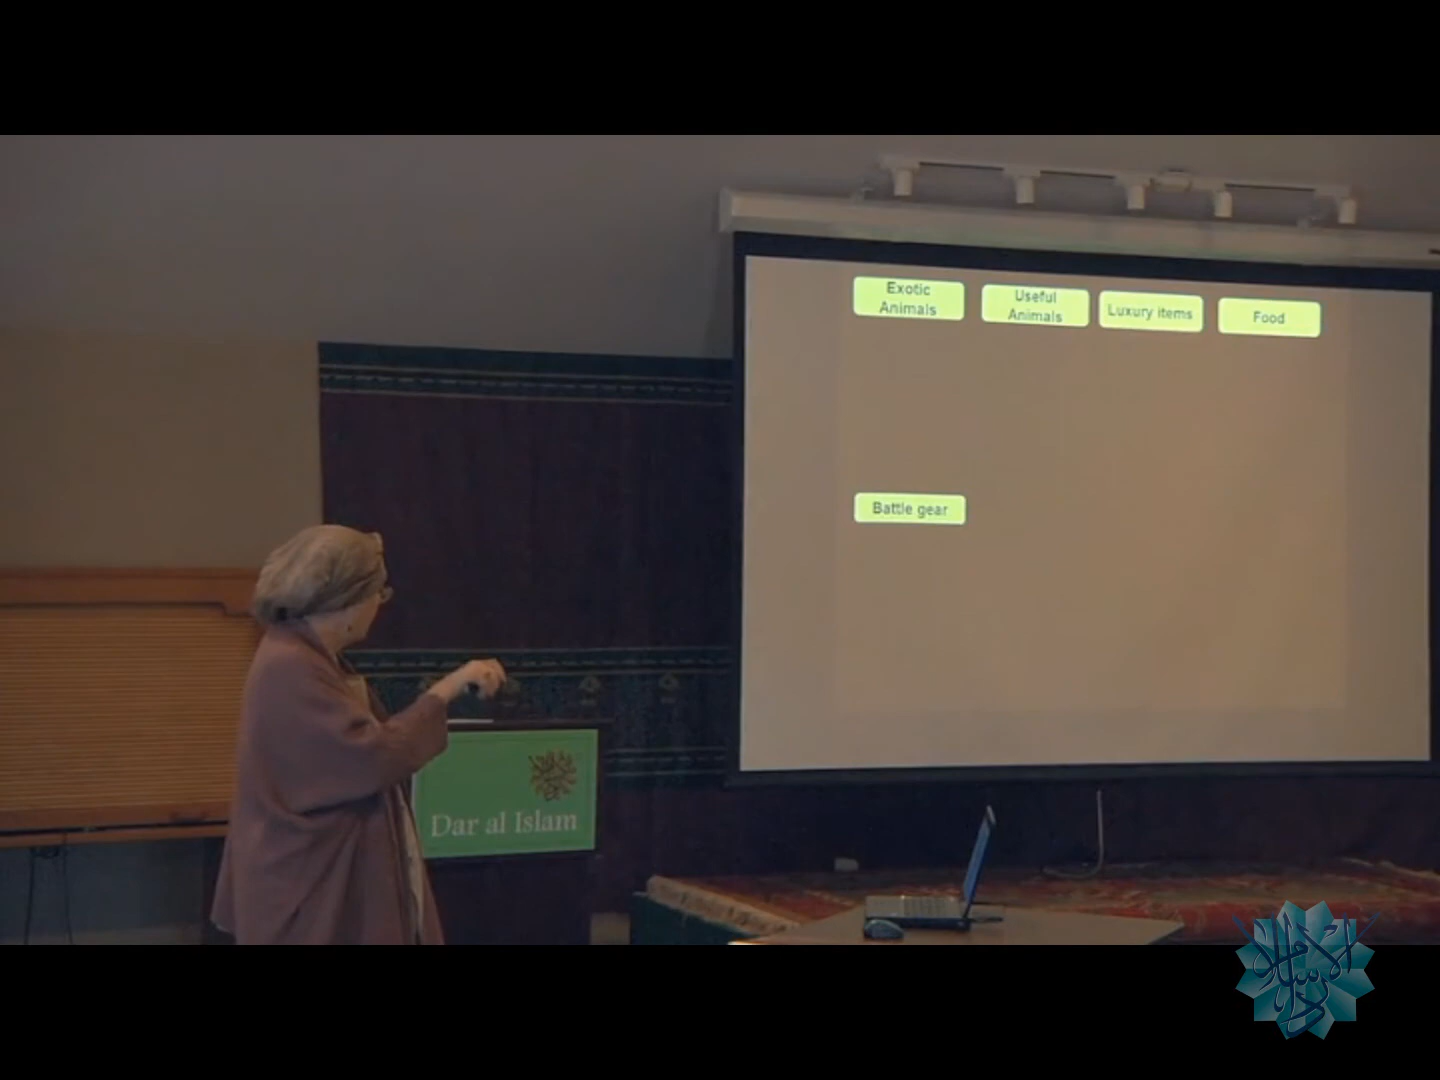 Exotic
Animals
Useful
Animals
Luxury items
Food
Battle gear
Dar al Islam